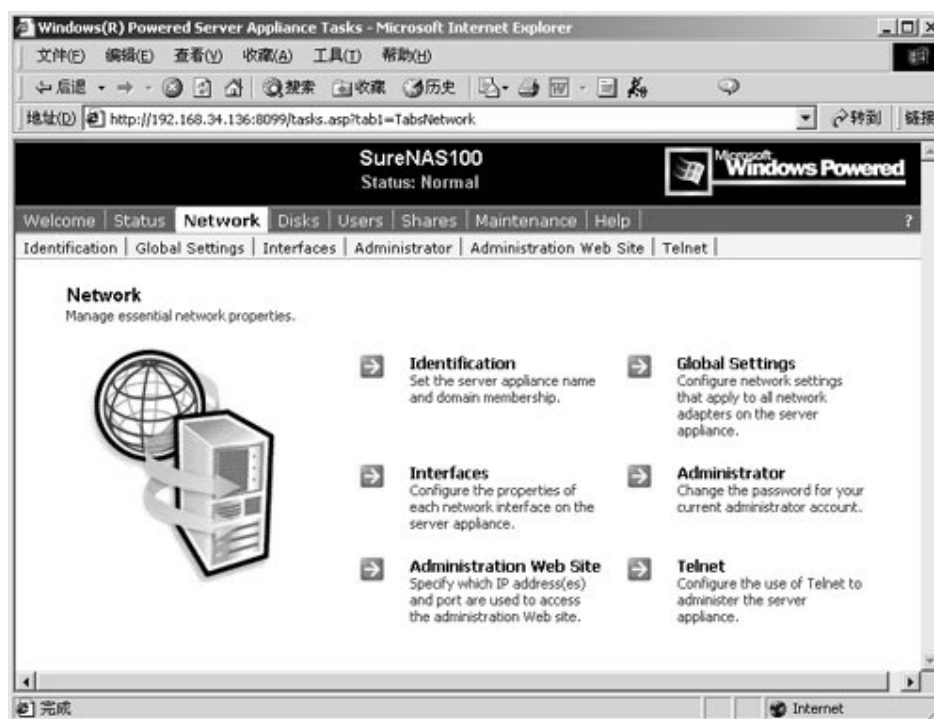 Windows(R) Powered Server Appliance Tasks - Microsoft Internet Explorer
文件(F) 编辑(E) 查看(V) 收藏(A) 工具(T) 帮助(H)
后退 搜索 收藏 历史
地址(D) http://192.168.34.136:8099/tasks.asp?tab1=TabsNetwork 转到 链接
SureNAS100
Status: Normal
Microsoft
Windows Powered
Welcome | Status Network Disks | Users | Shares | Maintenance | Help | ?
Identification | Global Settings | Interfaces | Administrator | Administration Web Site | Telnet |
Network
Manage essential network properties.
Identification
Set the server appliance name
and domain membership.
Global Settings
Configure network settings
that apply to all network
adapters on the server
appliance.
Interfaces
Configure the properties of
each network interface on the
server appliance.
Administrator
Change the password for your
current administrator account.
Administration Web Site
Specify which IP address(es)
and port are used to access
the administration Web site.
Telnet
Configure the use of Telnet to
administer the server
appliance.
完成 Internet